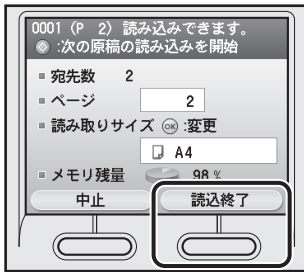 0001 (P 2) 読み込みできます。
:次の原稿の読み込みを開始
宛先数 2
ページ 2
読み取りサイズ OK :変更
A4
メモリ残量 98 %
中止 読込終了